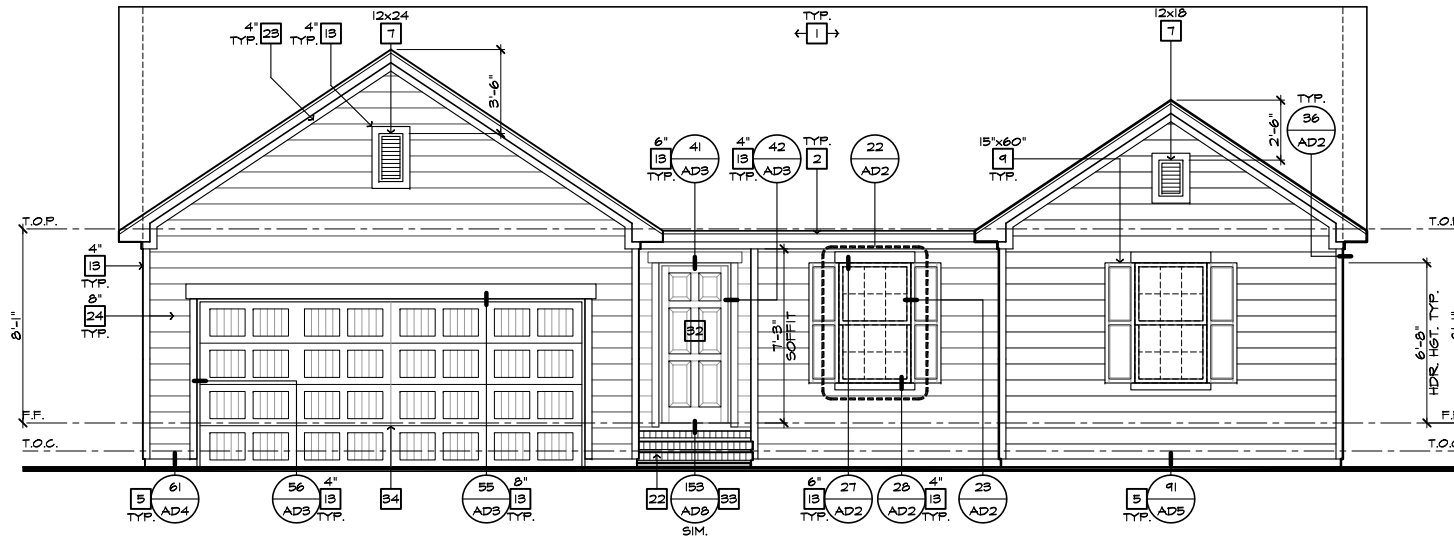 4"
TYP.
23
4"
TYP.
13
12x24
7
3'-6"
TYP.
1
12x18
7
2'-6"
TYP.
36
AD2
6"
13
TYP.
41
AD3
4"
13
TYP.
42
AD3
TYP.
2
22
AD2
15"x60"
9
T.O.P.
T.O.P
4"
13
TYP.
8"
24
TYP.
8'-1"
32
7'-3"
SOFFIT
6'-8"
HDR. HGT. TYP.
F.F.
T.O.C.
T.O.C
5
TYP.
61
AD4
56
AD3
4"
13
TYP.
34
55
AD3
8"
13
TYP.
22
153
AD8
SIM.
33
6"
13
TYP.
27
AD2
28
AD2
4"
13
TYP.
23
AD2
5
TYP.
91
AD5